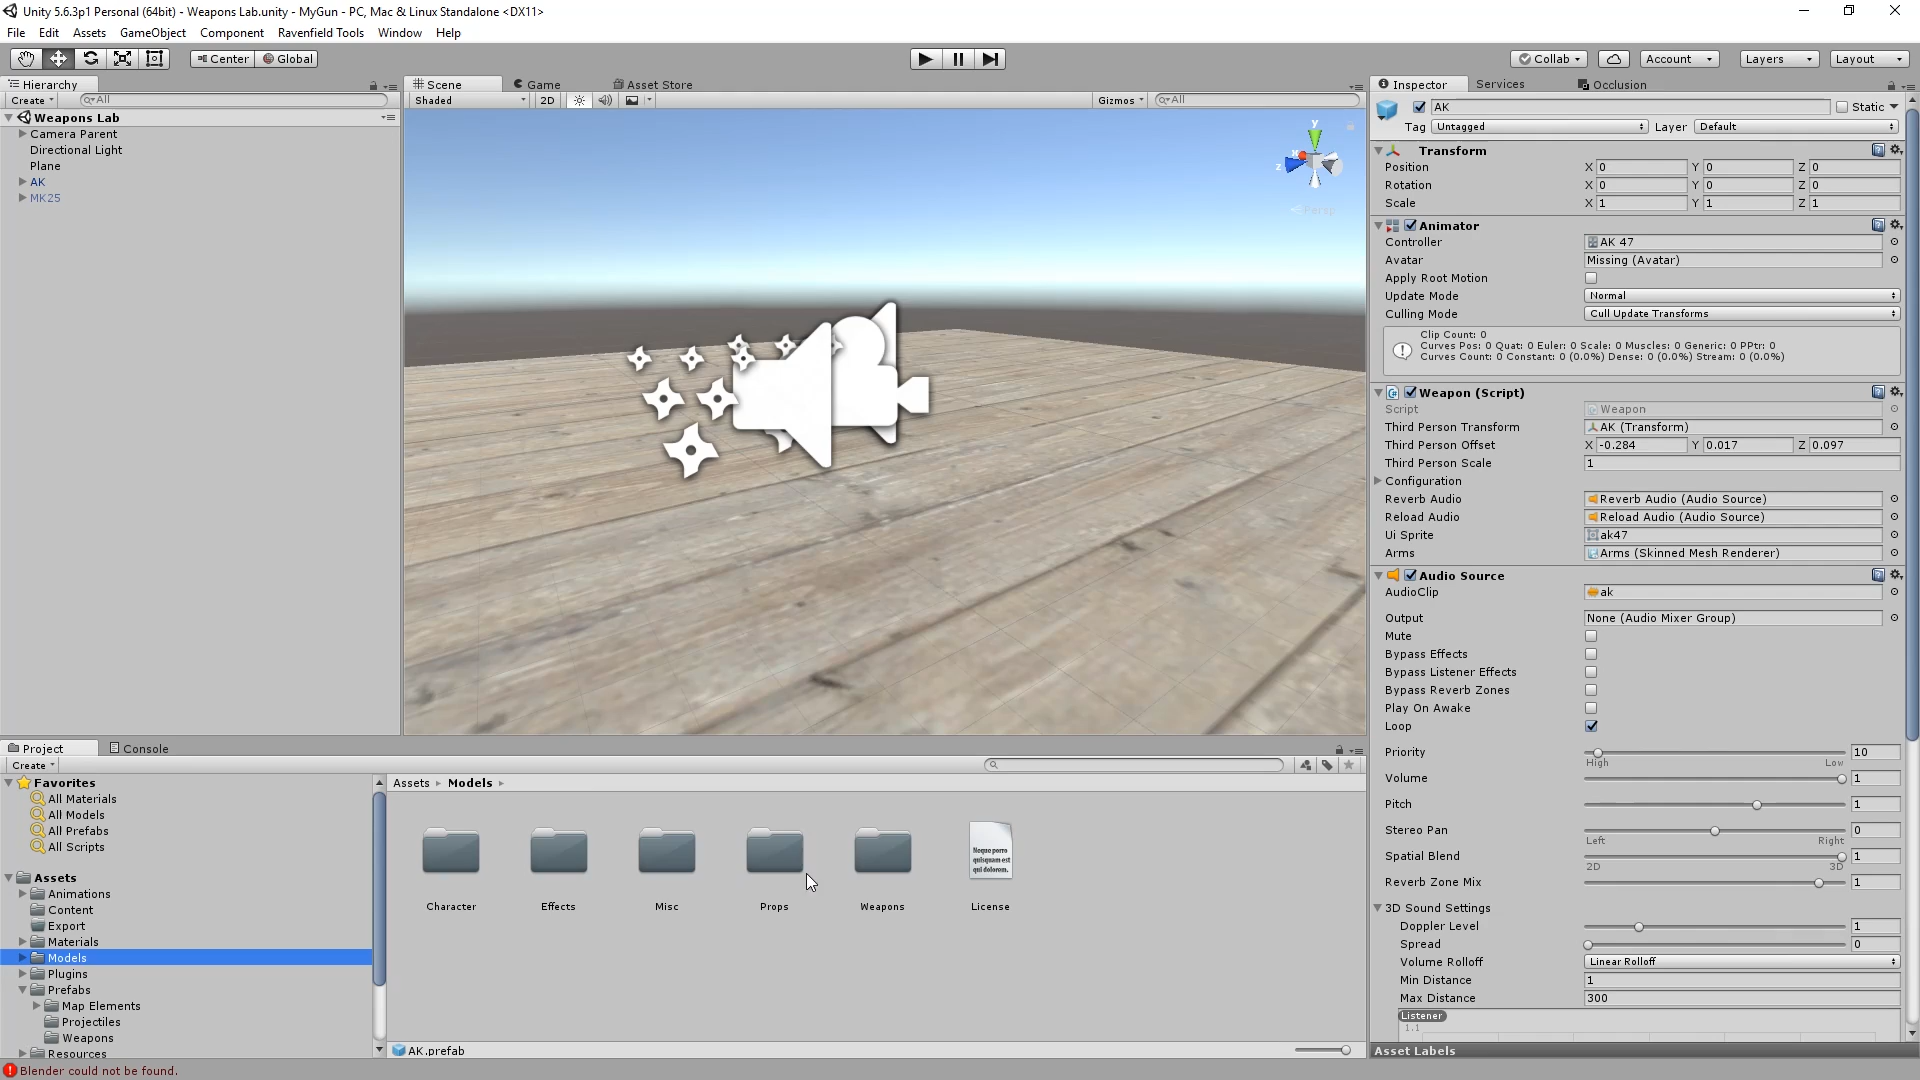 Unity 5.6.3p1 Personal (64bit) - Weapons Lab.unity - MyGun - PC, Mac & Linux Standalone <DX11>
File Edit Assets GameObject Component Ravenfield Tools Window Help
Center Global Collab Account Layers Layout
Hierarchy
Create All
Weapons Lab
Camera Parent
Directional Light
Plane
AK
MK25
Scene Game Asset Store
Shaded 2D Gizmos All
y
x
z
Persp
Inspector Services Occlusion
AK Static
Tag Untagged Layer Default
Transform
Position X 0 Y 0 Z 0
Rotation X 0 Y 0 Z 0
Scale X 1 Y 1 Z 1
Animator
Controller AK 47
Avatar Missing (Avatar)
Apply Root Motion
Update Mode Normal
Culling Mode Cull Update Transforms
Clip Count: 0
Curves Pos: 0 Quat: 0 Euler: 0 Scale: 0 Muscles: 0 Generic: 0 PPtr: 0
Curves Count: 0 Constant: 0 (0.0%) Dense: 0 (0.0%) Stream: 0 (0.0%)
Weapon (Script)
Script Weapon
Third Person Transform AK (Transform)
Third Person Offset X -0.284 Y 0.017 Z 0.097
Third Person Scale 1
Configuration
Reverb Audio Reverb Audio (Audio Source)
Reload Audio Reload Audio (Audio Source)
Ui Sprite ak47
Arms Arms (Skinned Mesh Renderer)
Audio Source
AudioClip ak
Output None (Audio Mixer Group)
Mute
Bypass Effects
Bypass Listener Effects
Bypass Reverb Zones
Play On Awake
Loop
Priority 10
High Low
Volume 1
Pitch 1
Stereo Pan 0
Left Right
Spatial Blend 1
2D 3D
Reverb Zone Mix 1
3D Sound Settings
Doppler Level 1
Spread 0
Volume Rolloff Linear Rolloff
Min Distance 1
Max Distance 300
Listener
1.1
Asset Labels
Project Console
Create
Favorites
All Materials
All Models
All Prefabs
All Scripts
Assets
Animations
Content
Export
Materials
Models
Plugins
Prefabs
Map Elements
Projectiles
Weapons
Resources
Assets Models
Neque porro
quisquam est
qui dolorem.
Character Effects Misc Props Weapons License
AK.prefab
Blender could not be found.